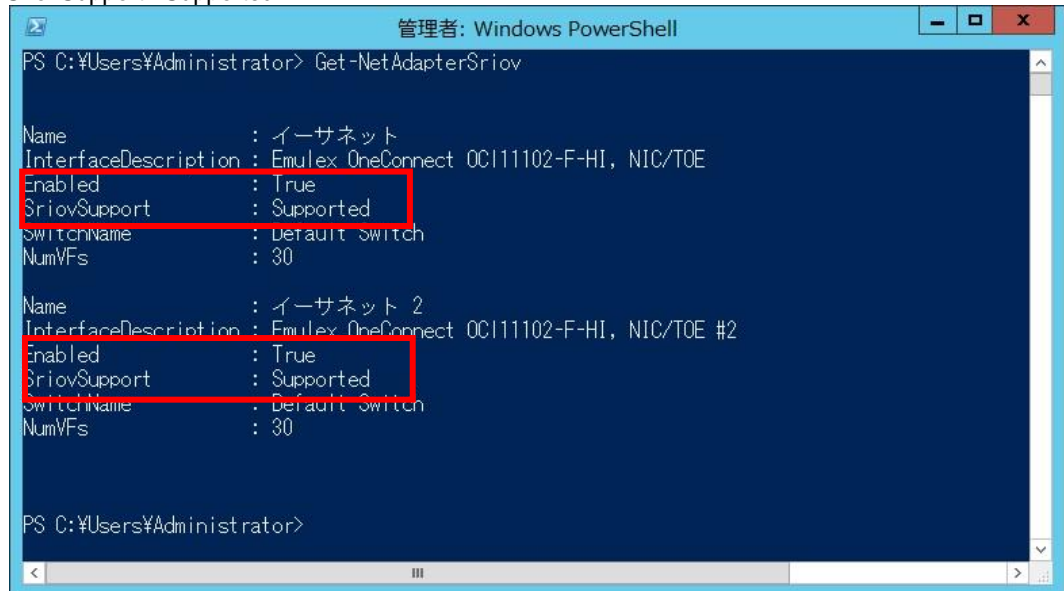 管理者: Windows PowerShell
PS C:¥Users¥Administrator> Get-NetAdapterSriov
Name : イーサネット
InterfaceDescription : Emulex OneConnect OCI11102-F-HI, NIC/TOE
Enabled : True
SriovSupport : Supported
SwitchName : Default Switch
NumVFs : 30
Name : イーサネット 2
InterfaceDescription : Emulex OneConnect OCI11102-F-HI, NIC/TOE #2
Enabled : True
SriovSupport : Supported
SwitchName : Default Switch
NumVFs : 30
PS C:¥Users¥Administrator>